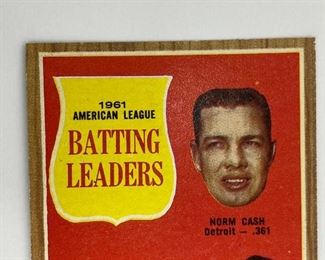 1961
AMERICAN LEAGUE
BATTING
LEADERS
NORM CASH
Detroit — .361